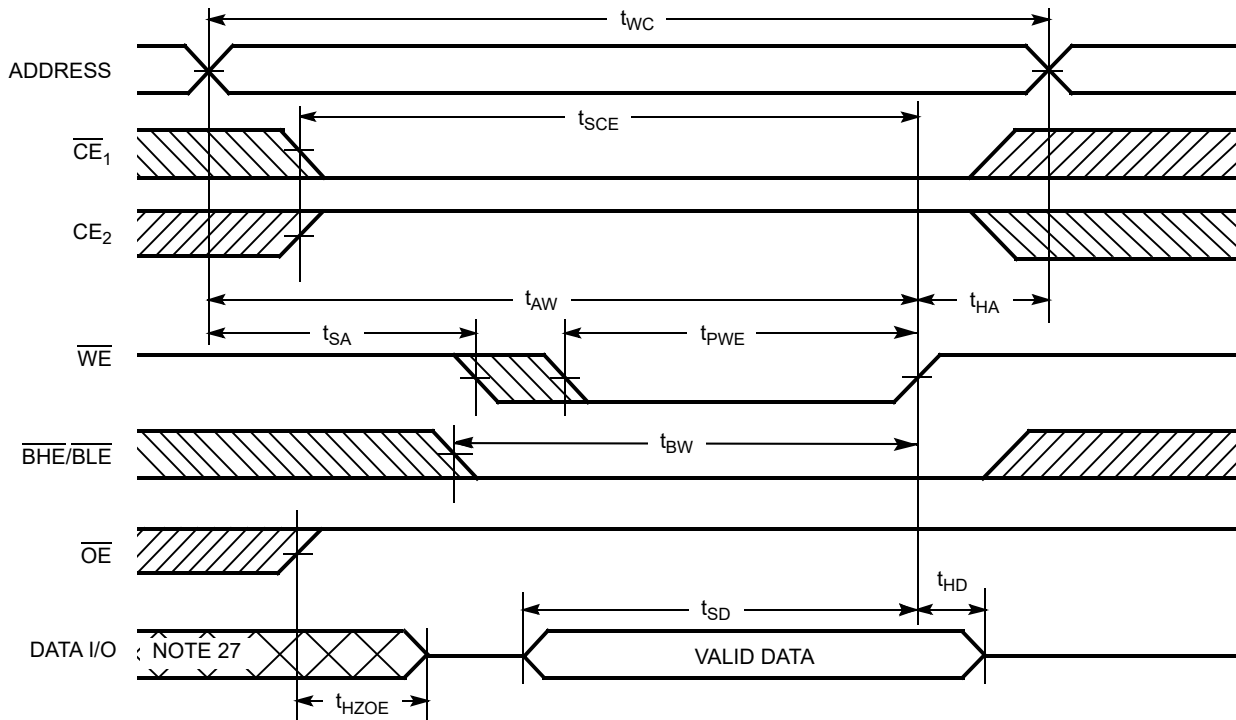 tWC
ADDRESS
tSCE
CE1
CE2
tAW
tHA
tSA
tPWE
WE
tBW
BHE/BLE
OE
tHD
tSD
DATA I/O NOTE 27 VALID DATA
tHZOE